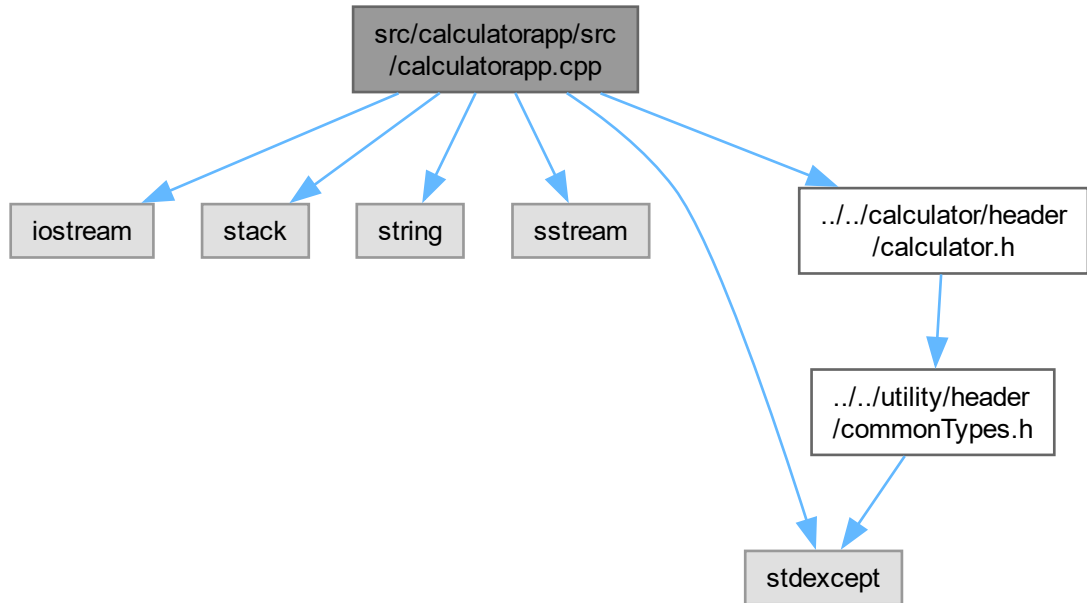 src/calculatorapp/src
/calculatorapp.cpp
iostream
stack
string
sstream
../../calculator/header
/calculator.h
../../utility/header
/commonTypes.h
stdexcept